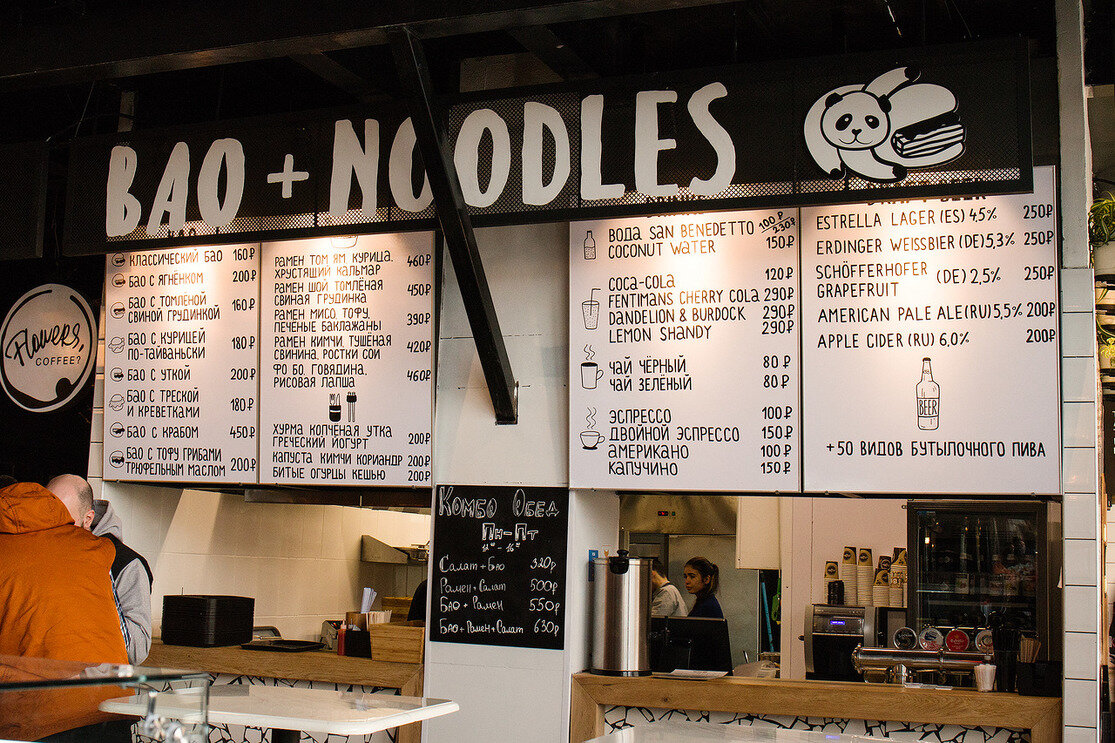 BAO + NOODLES
Flowers,
COFFEE?
КЛАССИЧЕСКИЙ БАО 160₽
БАО С ЯГНЁНКОМ 200₽
БАО С ТОМЛЕНОЙ
СВИНОЙ ГРУДИНКОЙ 160₽
БАО С КУРИЦЕЙ
ПО-ТАЙВАНЬСКИ 180₽
БАО С УТКОЙ 200₽
БАО С ТРЕСКОЙ
И КРЕВЕТКАМИ 180₽
БАО С КРАБОМ 450₽
БАО С ТОФУ ГРИБАМИ
ТРЮФЕЛЬНЫМ МАСЛОМ 200₽
РАМЕН ТОМ ЯМ КУРИЦА,
ХРУСТЯЩИЙ КАЛЬМАР 460₽
РАМЕН ШОЙ ТОМЛЁНАЯ
СВИНАЯ ГРУДИНКА 450₽
РАМЕН МИСО, ТОФУ,
ПЕЧЕНЫЕ БАКЛАЖАНЫ 390₽
РАМЕН КИМЧИ, ТУШЁНАЯ
СВИНИНА, РОСТКИ СОИ 420₽
ФО БО, ГОВЯДИНА,
РИСОВАЯ ЛАПША 460₽
ХУРМА КОПЧЕНАЯ УТКА
ГРЕЧЕСКИЙ ЙОГУРТ 200₽
КАПУСТА КИМЧИ КОРИАНДР 200₽
БИТЫЕ ОГУРЦЫ КЕШЬЮ 200₽
ВОДА SAN BENEDETTO 100₽
230₽
COCONUT WATER 150₽
COCA-COLA 120₽
FENTIMANS CHERRY COLA 290₽
DANDELION & BURDOCK 290₽
LEMON SHANDY 290₽
ЧАЙ ЧЁРНЫЙ 80₽
ЧАЙ ЗЕЛЁНЫЙ 80₽
ЭСПРЕССО 100₽
ДВОЙНОЙ ЭСПРЕССО 150₽
АМЕРИКАНО 100₽
КАПУЧИНО 150₽
ESTRELLA LAGER (ES) 4,5% 250₽
ERDINGER WEISSBIER (DE) 5,3% 250₽
SCHÖFFERHOFER
GRAPEFRUIT (DE) 2,5% 250₽
AMERICAN PALE ALE (RU) 5,5% 200₽
APPLE CIDER (RU) 6,0% 200₽
BEER
+50 ВИДОВ БУТЫЛОЧНОГО ПИВА
КОМБО ОБЕД
ПН-ПТ
Салат + Бао 320р
Рамен + Салат 500р
Бао + Рамен 550р
Бао + Рамен + Салат 630р